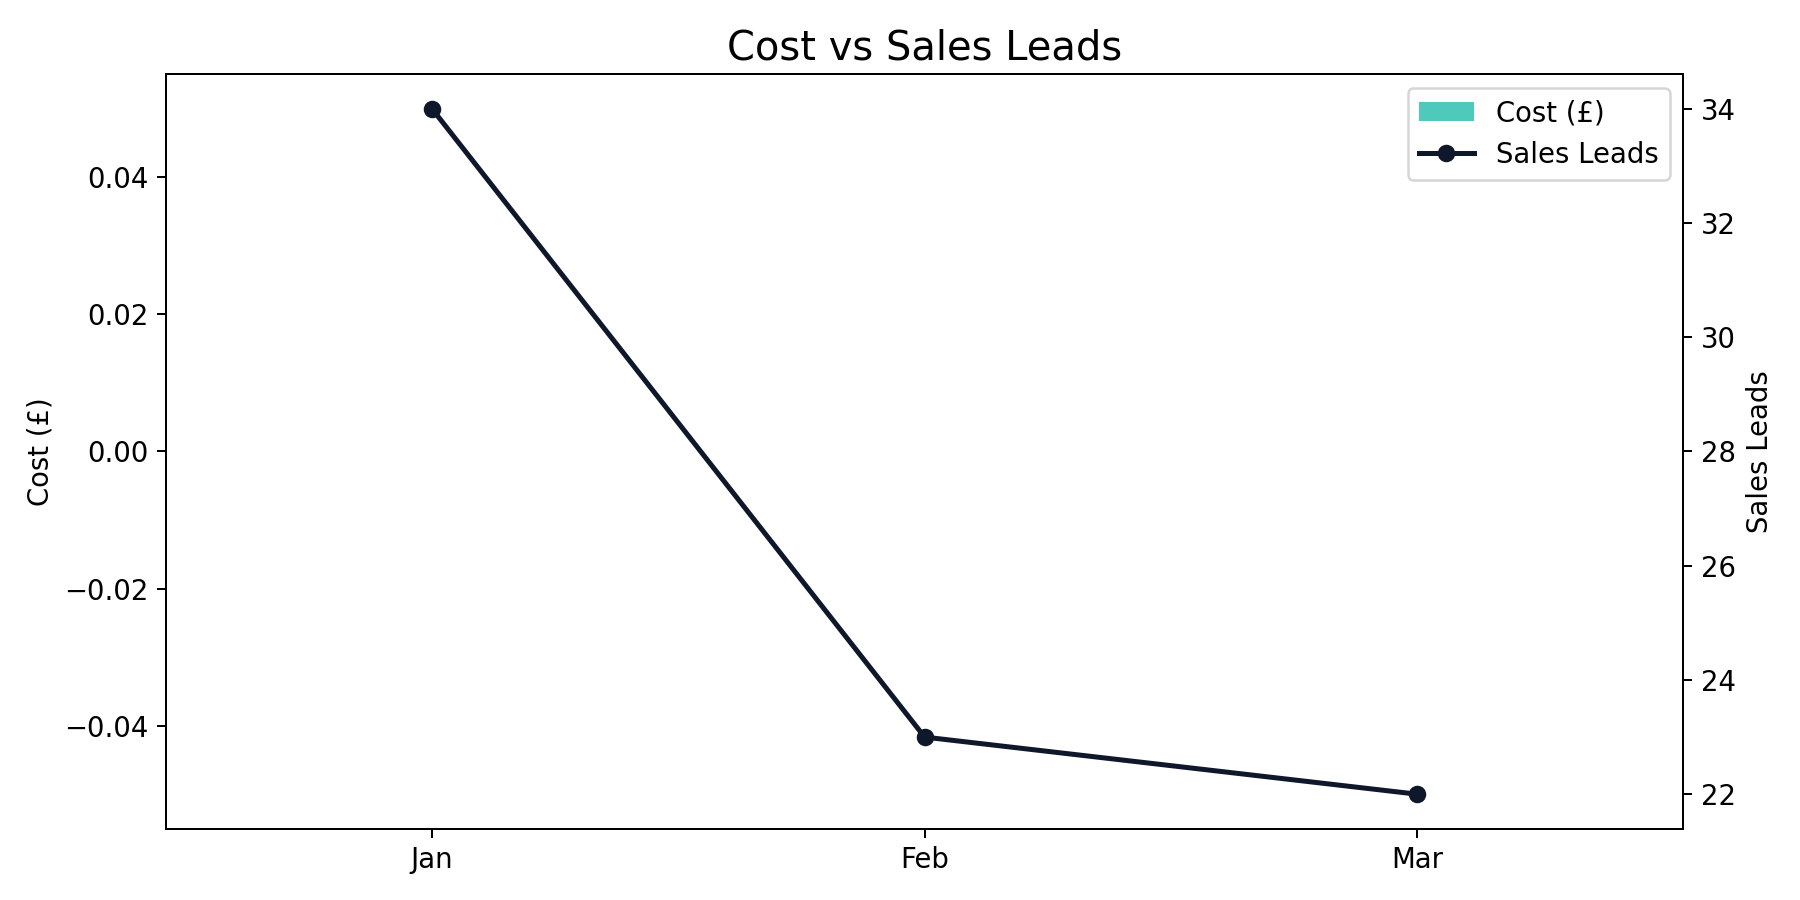 Cost vs Sales Leads
Cost (£)
Sales Leads
0.04
0.02
0.00
−0.02
−0.04
Cost (£)
34
32
30
28
26
24
22
Sales Leads
Jan Feb Mar